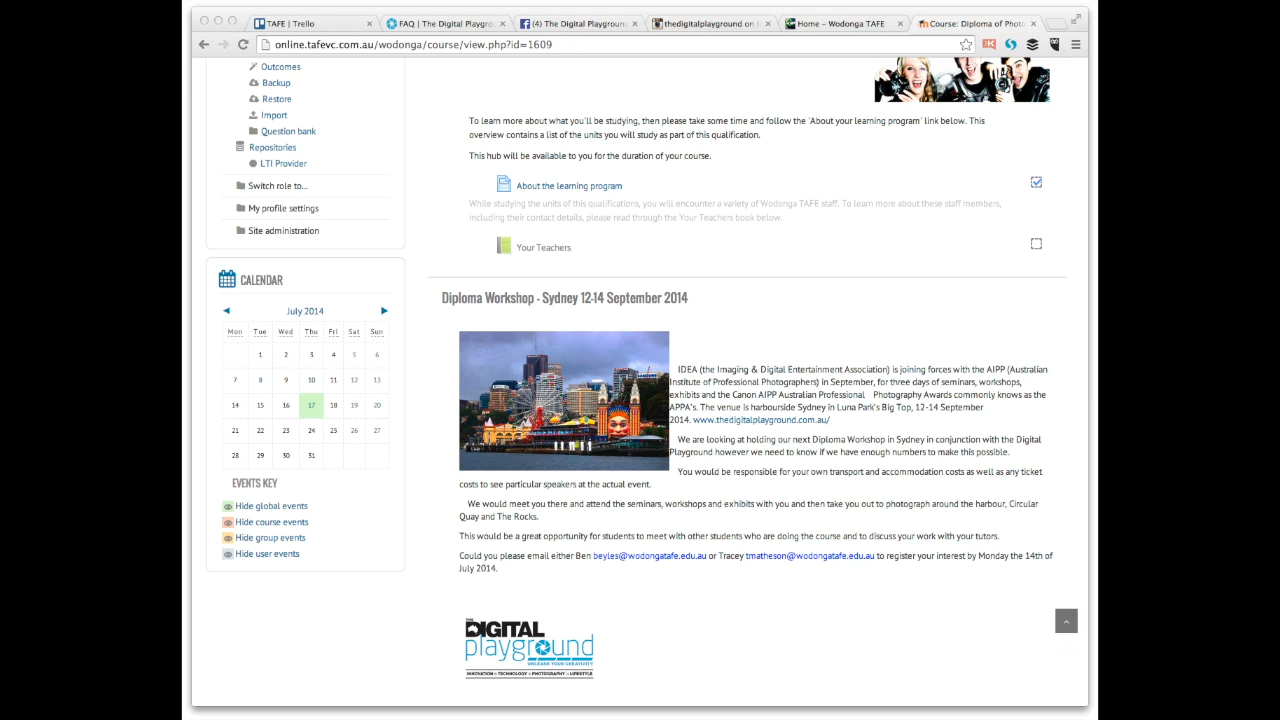 TAFE | Trello
FAQ | The Digital Playgro
(4) The Digital Playground
thedigitalplayground on I
Home – Wodonga TAFE
Course: Diploma of Photo
online.tafevc.com.au/wodonga/course/view.php?id=1609
Outcomes
Backup
Restore
Import
Question bank
Repositories
LTI Provider
Switch role to...
My profile settings
Site administration
CALENDAR
July 2014
Mon Tue Wed Thu Fri Sat Sun
1 2 3 4 5 6
7 8 9 10 11 12 13
14 15 16 17 18 19 20
21 22 23 24 25 26 27
28 29 30 31
EVENTS KEY
Hide global events
Hide course events
Hide group events
Hide user events
To learn more about what you'll be studying, then please take some time and follow the 'About your learning program' link below. This
overview contains a list of the units you will study as part of this qualification.
This hub will be available to you for the duration of your course.
About the learning program
While studying the units of this qualifications, you will encounter a variety of Wodonga TAFE staff. To learn more about these staff members,
including their contact details, please read through the Your Teachers book below.
Your Teachers
Diploma Workshop - Sydney 12-14 September 2014
IDEA (the Imaging & Digital Entertainment Association) is joining forces with the AIPP (Australian
Institute of Professional Photographers) in September, for three days of seminars, workshops,
exhibits and the Canon AIPP Australian Professional Photography Awards commonly knows as the
APPA's. The venue is harbourside Sydney in Luna Park's Big Top, 12-14 September
2014. www.thedigitalplayground.com.au/
We are looking at holding our next Diploma Workshop in Sydney in conjunction with the Digital
Playground however we need to know if we have enough numbers to make this possible.
You would be responsible for your own transport and accommodation costs as well as any ticket
costs to see particular speakers at the actual event.
We would meet you there and attend the seminars, workshops and exhibits with you and then take you out to photograph around the harbour, Circular
Quay and The Rocks.
This would be a great opportunity for students to meet with other students who are doing the course and to discuss your work with your tutors.
Could you please email either Ben beyles@wodongatafe.edu.au or Tracey tmatheson@wodongatafe.edu.au to register your interest by Monday the 14th of
July 2014.
THE
DIGITAL
playground
UNLEASH YOUR CREATIVITY
INNOVATION :: TECHNOLOGY :: PHOTOGRAPHY :: LIFESTYLE